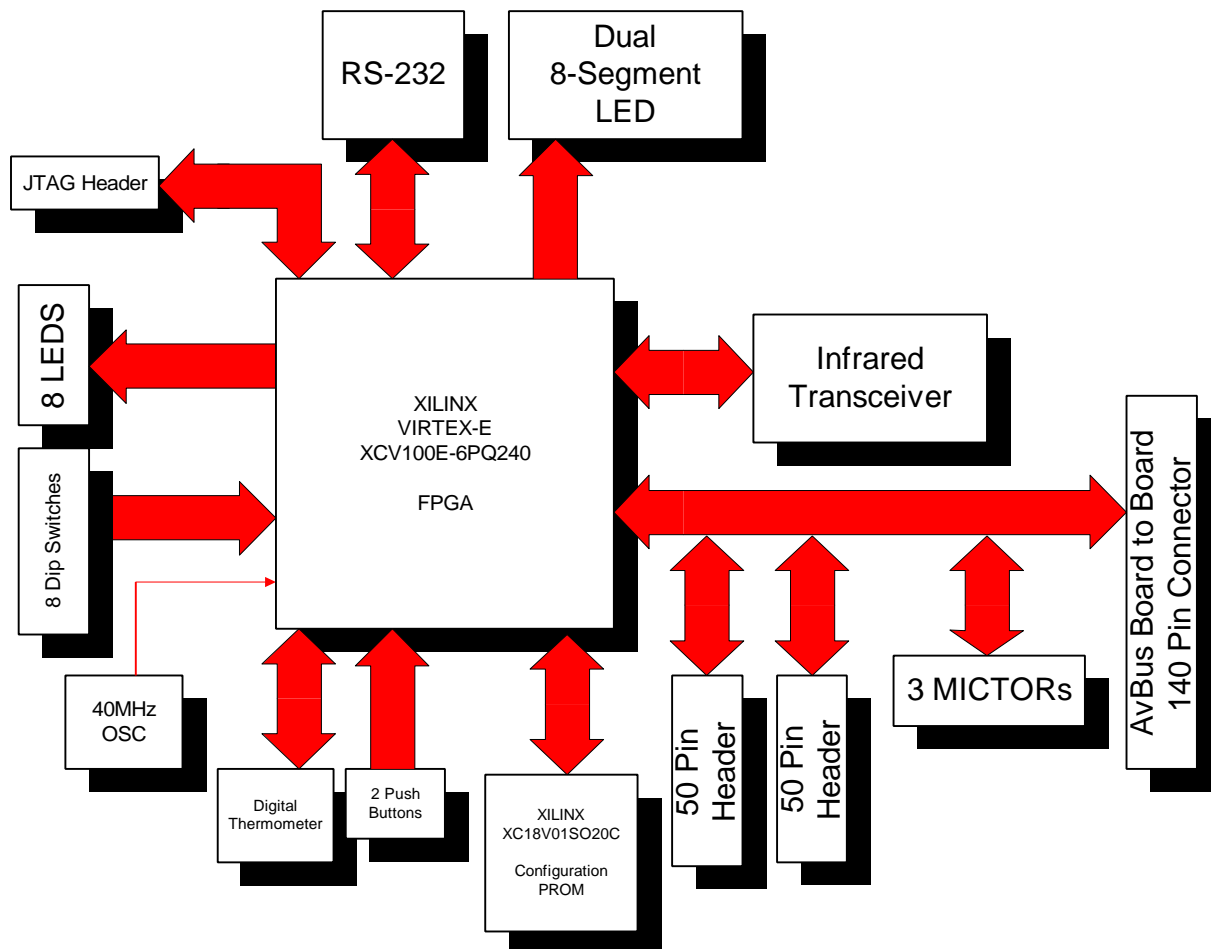 RS-232
Dual
8-Segment
LED
JTAG Header
8 LEDS
XILINX
VIRTEX-E
XCV100E-6PQ240
FPGA
Infrared
Transceiver
8 Dip Switches
AvBus Board to Board
140 Pin Connector
40MHz
OSC
Digital
Thermometer
2 Push
Buttons
XILINX
XC18V01SO20C
Configuration
PROM
50 Pin
Header
50 Pin
Header
3 MICTORs